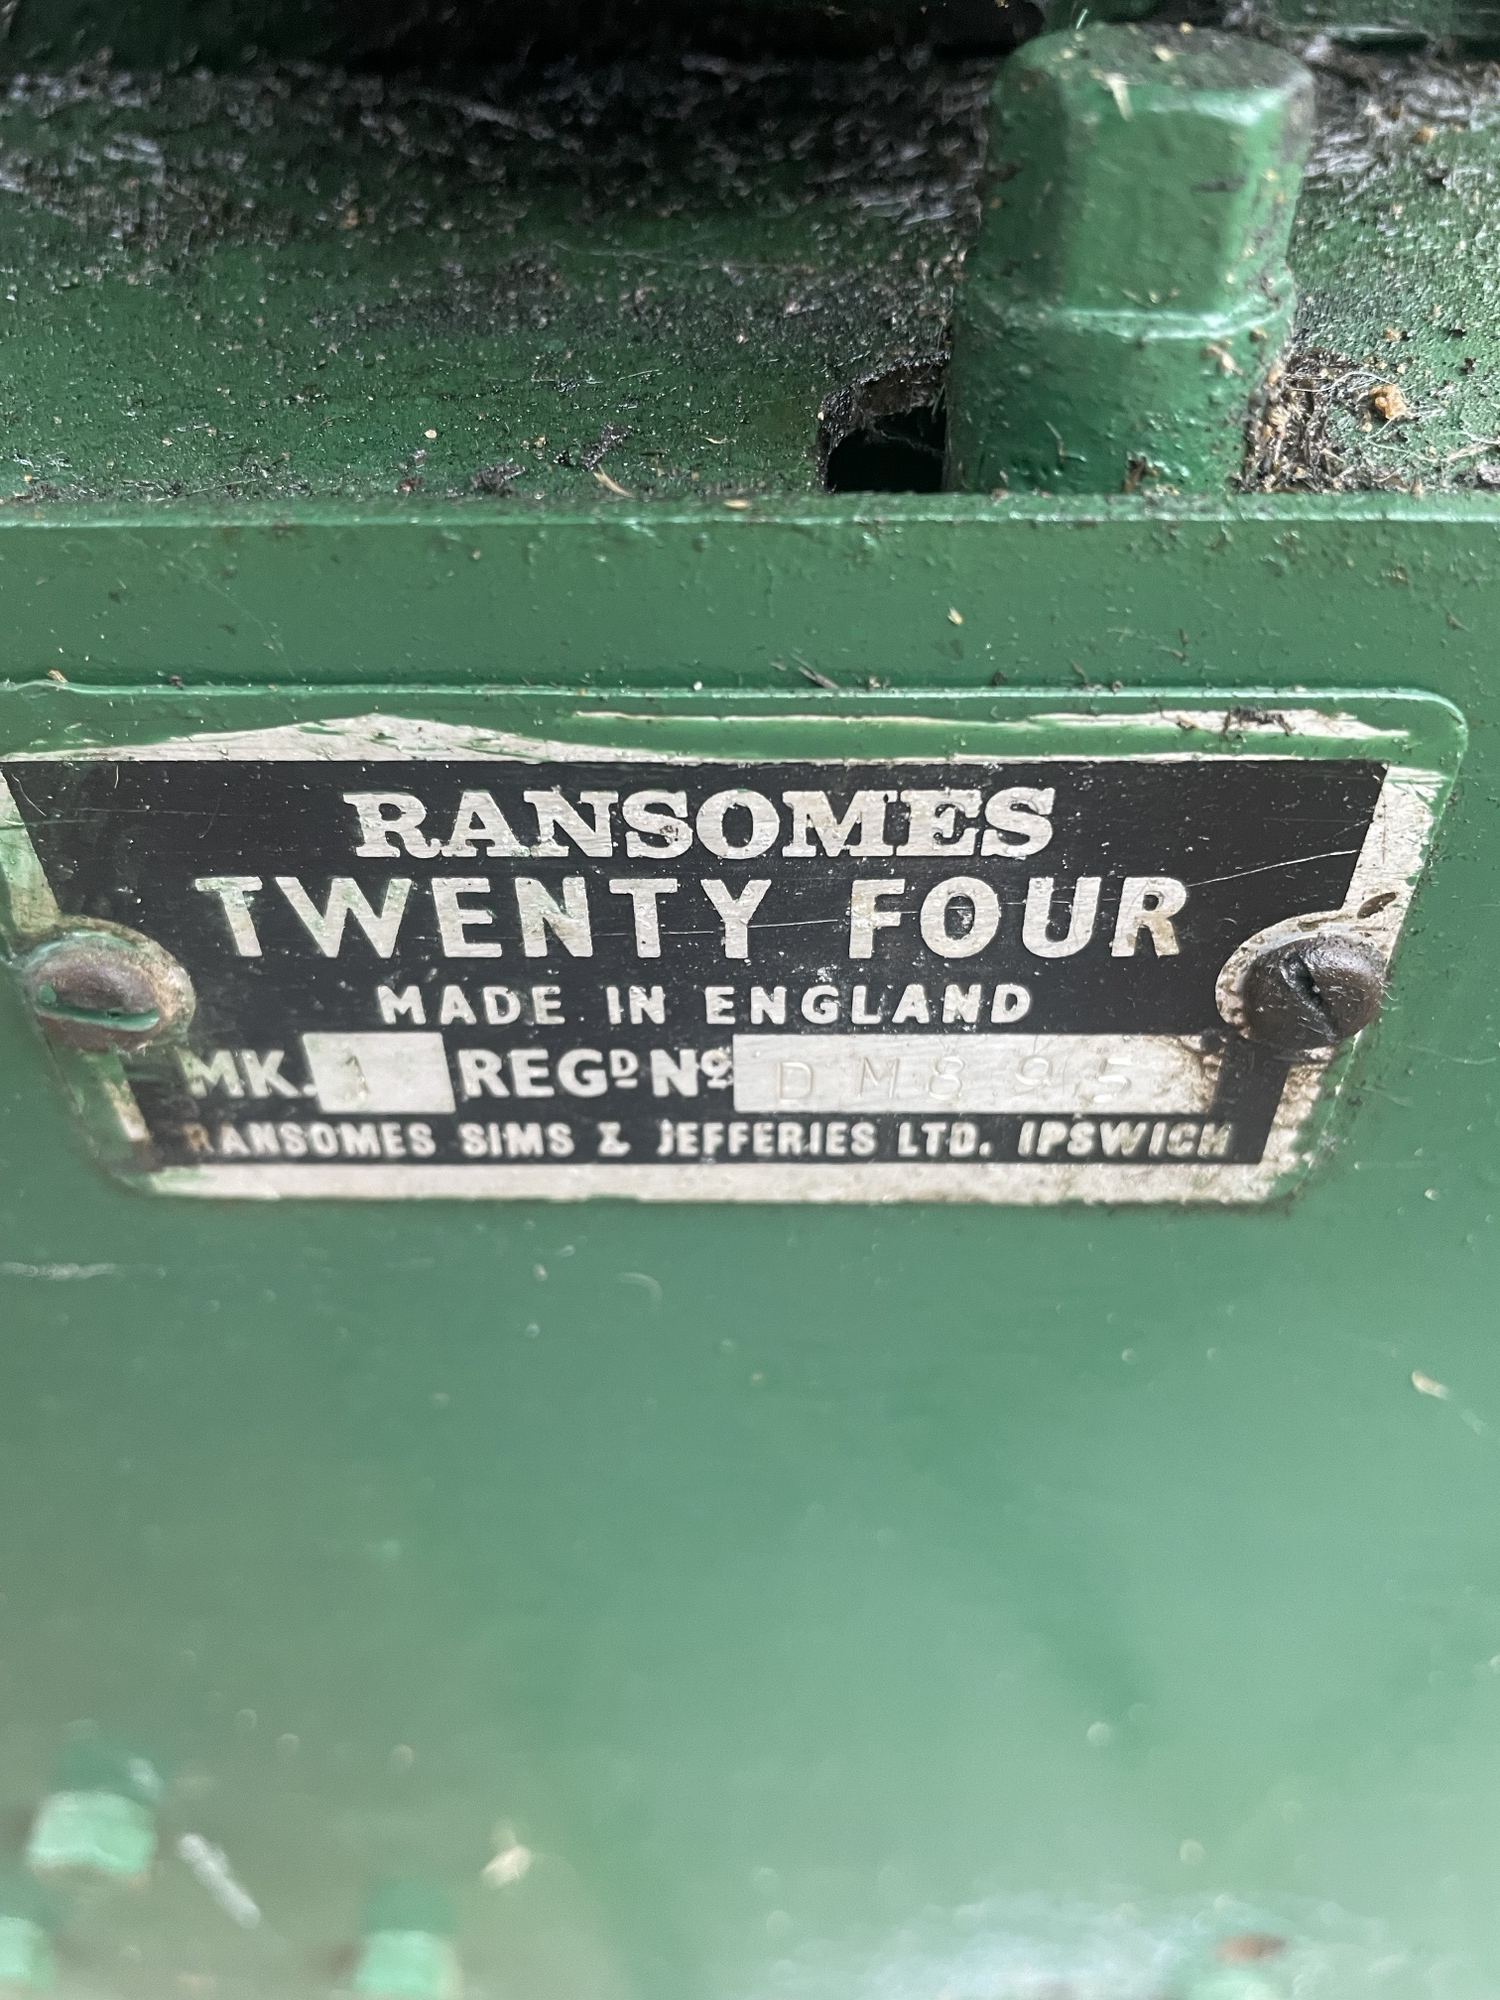 RANSOMES
TWENTY FOUR
MADE IN ENGLAND
MK. 1 REGD No DM895
RANSOMES SIMS & JEFFERIES LTD. IPSWICH